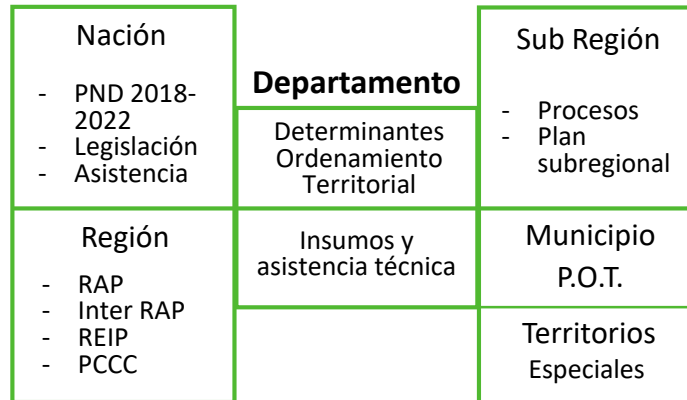 Nación
- PND 2018-
2022
- Legislación
- Asistencia
Región
- RAP
- Inter RAP
- REIP
- PCCC
Departamento
Determinantes
Ordenamiento
Territorial
Insumos y
asistencia técnica
Sub Región
- Procesos
- Plan
subregional
Municipio
P.O.T.
Territorios
Especiales